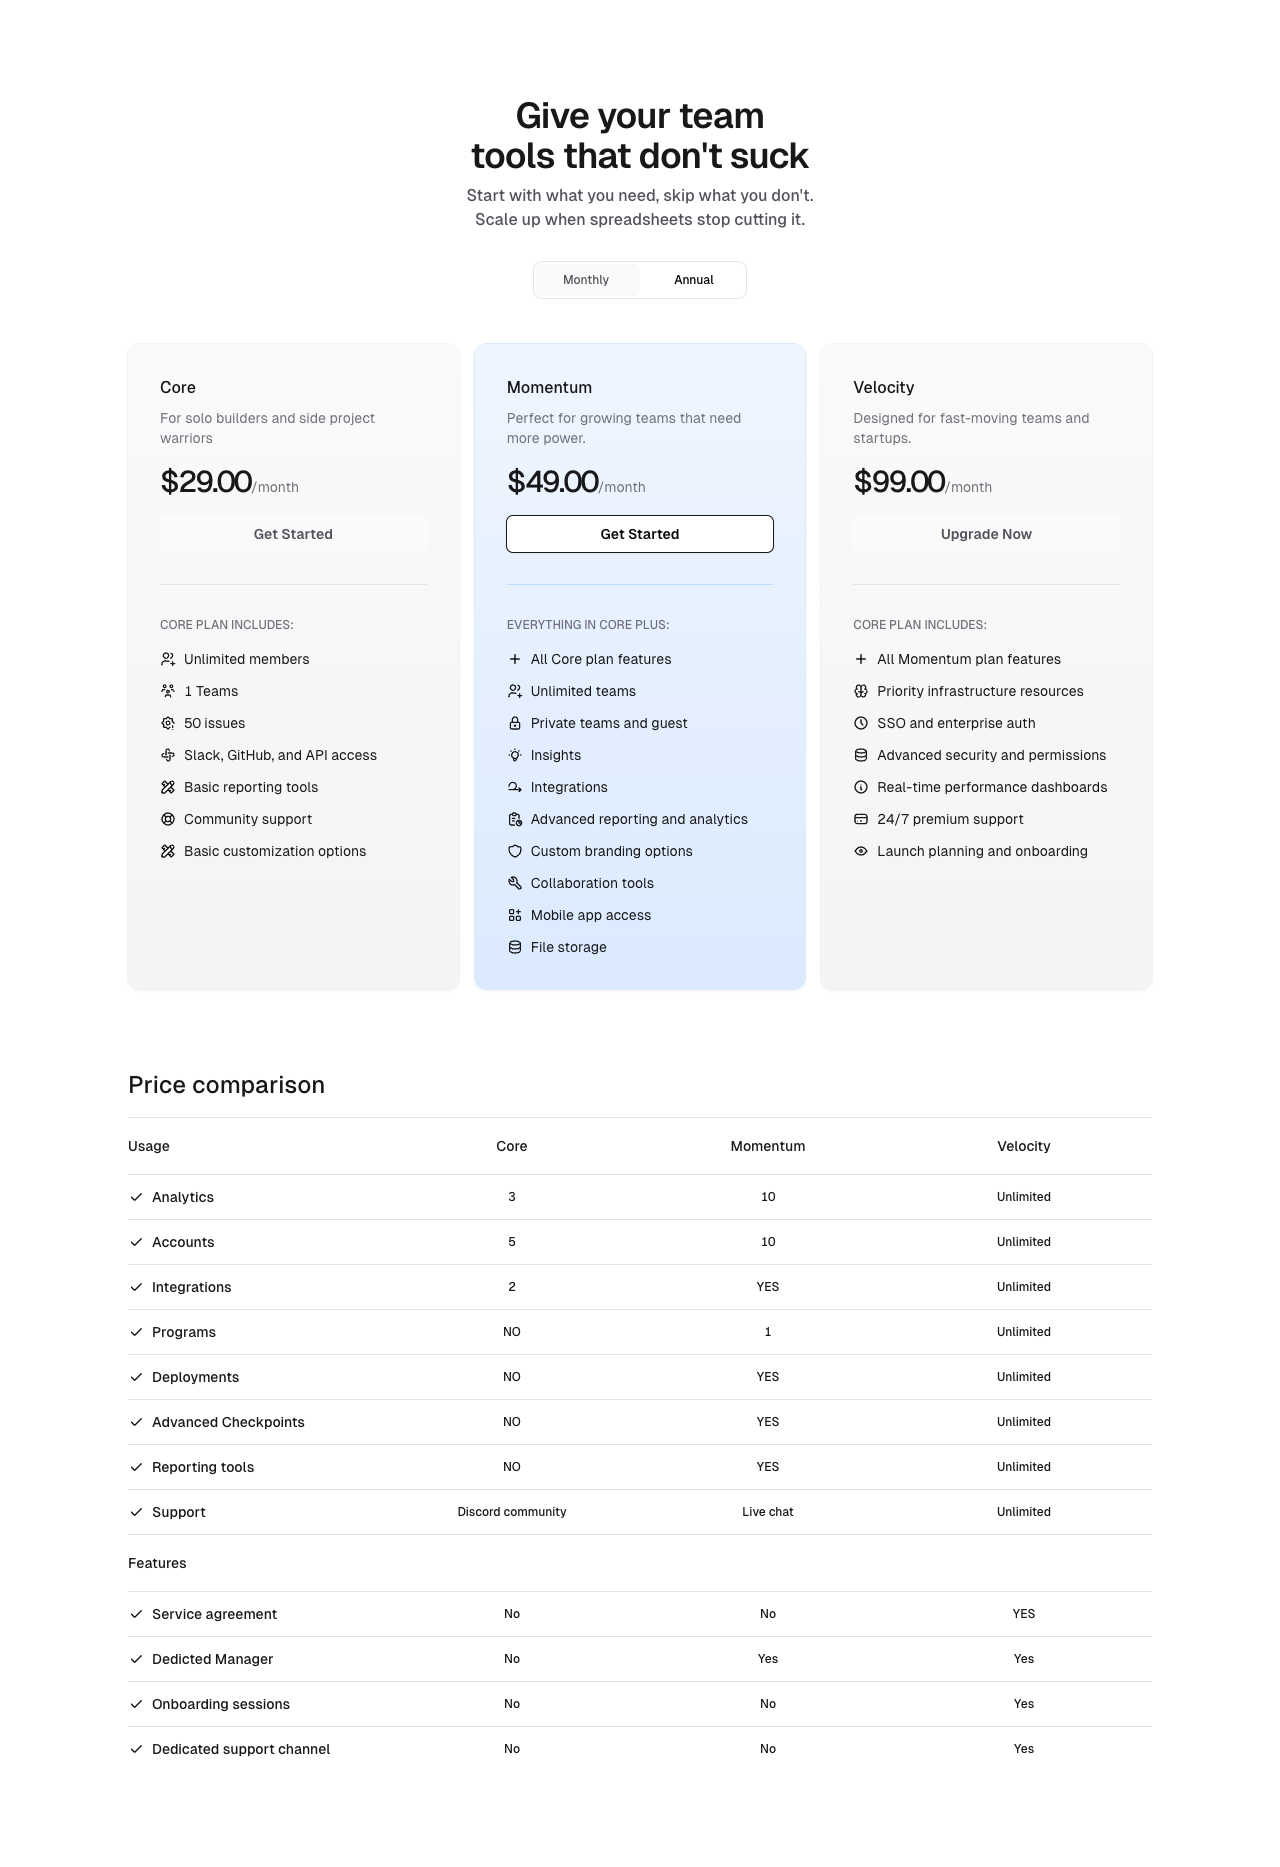 Give your team
tools that don't suck
Start with what you need, skip what you don't.
Scale up when spreadsheets stop cutting it.
Monthly Annual
Core
For solo builders and side project
warriors
$29.00/month
Get Started
CORE PLAN INCLUDES:
Unlimited members
1 Teams
50 issues
Slack, GitHub, and API access
Basic reporting tools
Community support
Basic customization options
Momentum
Perfect for growing teams that need
more power.
$49.00/month
Get Started
EVERYTHING IN CORE PLUS:
All Core plan features
Unlimited teams
Private teams and guest
Insights
Integrations
Advanced reporting and analytics
Custom branding options
Collaboration tools
Mobile app access
File storage
Velocity
Designed for fast-moving teams and
startups.
$99.00/month
Upgrade Now
CORE PLAN INCLUDES:
All Momentum plan features
Priority infrastructure resources
SSO and enterprise auth
Advanced security and permissions
Real-time performance dashboards
24/7 premium support
Launch planning and onboarding
Price comparison
Usage Core Momentum Velocity
Analytics 3 10 Unlimited
Accounts 5 10 Unlimited
Integrations 2 YES Unlimited
Programs NO 1 Unlimited
Deployments NO YES Unlimited
Advanced Checkpoints NO YES Unlimited
Reporting tools NO YES Unlimited
Support Discord community Live chat Unlimited
Features
Service agreement No No YES
Dedicted Manager No Yes Yes
Onboarding sessions No No Yes
Dedicated support channel No No Yes